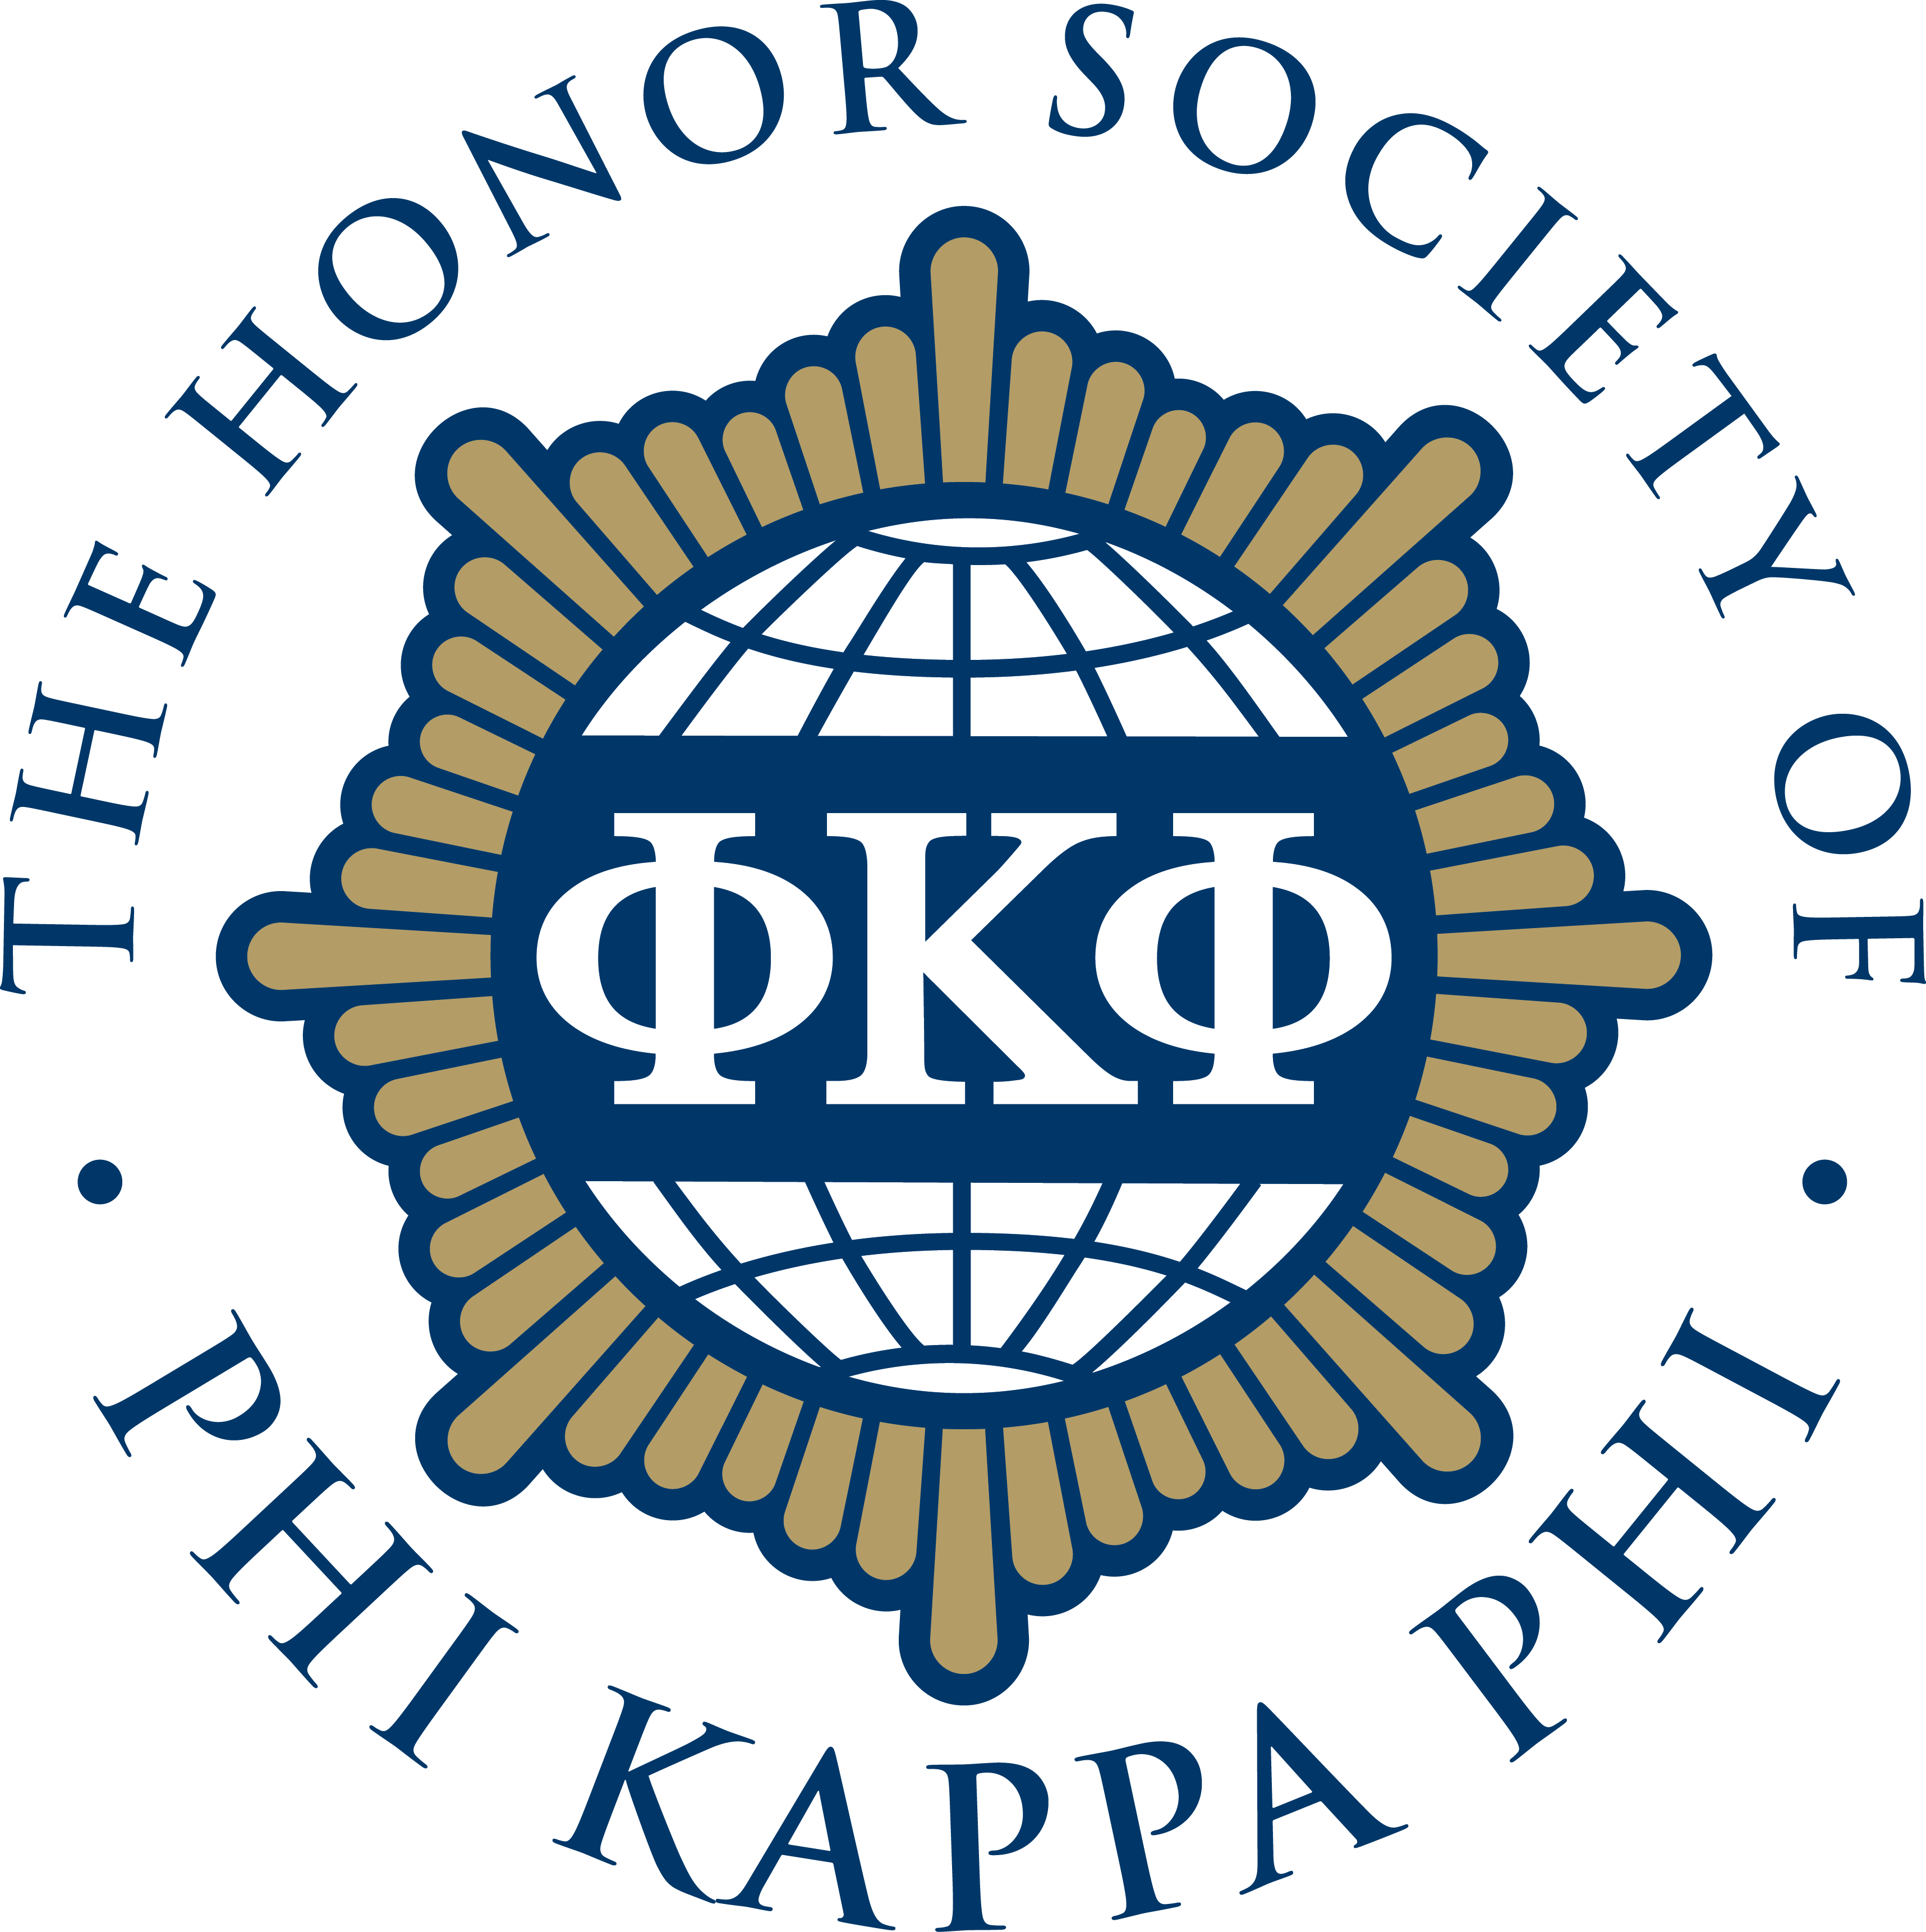 THE HONOR SOCIETY OF
ΦΚΦ
• PHI KAPPA PHI •